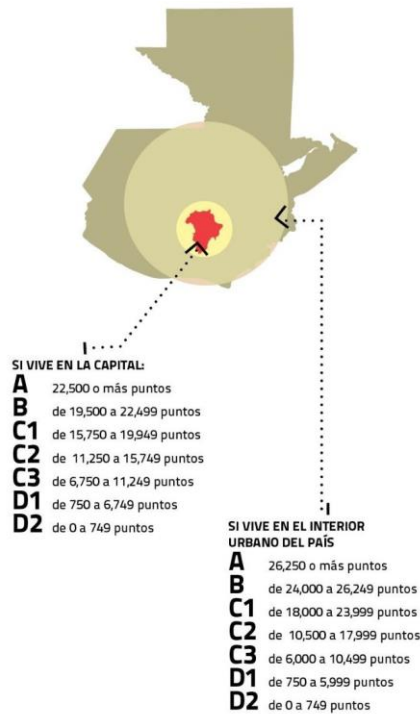 SI VIVE EN LA CAPITAL:
A 22,500 o más puntos
B de 19,500 a 22,499 puntos
C1 de 15,750 a 19,949 puntos
C2 de 11,250 a 15,749 puntos
C3 de 6,750 a 11,249 puntos
D1 de 750 a 6,749 puntos
D2 de 0 a 749 puntos
SI VIVE EN EL INTERIOR
URBANO DEL PAÍS
A 26,250 o más puntos
B de 24,000 a 26,249 puntos
C1 de 18,000 a 23,999 puntos
C2 de 10,500 a 17,999 puntos
C3 de 6,000 a 10,499 puntos
D1 de 750 a 5,999 puntos
D2 de 0 a 749 puntos